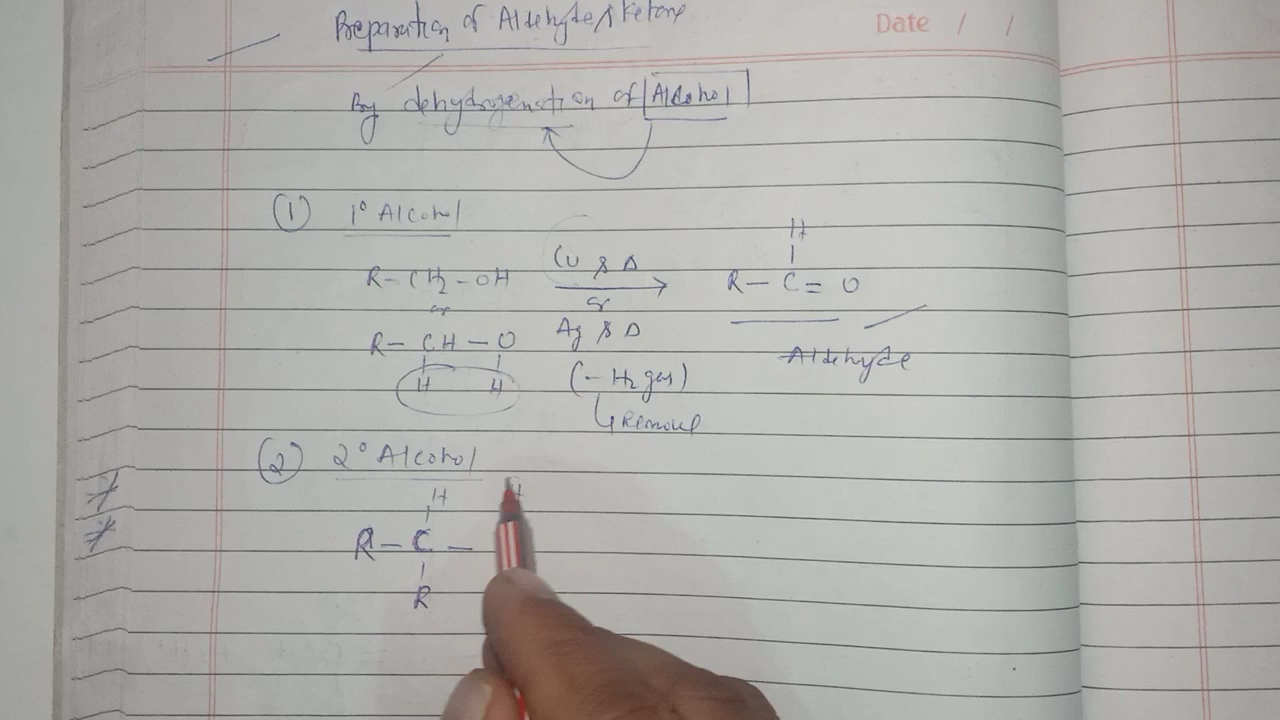 Preparation of Aldehyde & Ketone
Date / /
By dehydrogenation of Alcohol
(1) 1° Alcohol
H
R - CH2 - OH Cu & Δ R - C = O
or or
R - CH - O Ag & Δ Aldehyde
H H (- H2 gas)
Remove
(2) 2° Alcohol
H H
R - C -
R